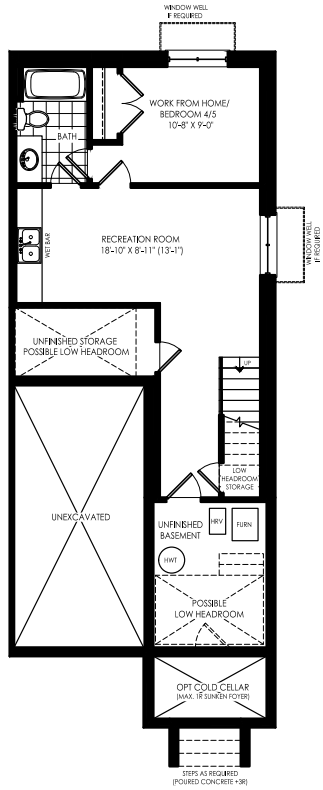 WINDOW WELL
IF REQUIRED
WORK FROM HOME/
BEDROOM 4/5
10'-8" X 9'-0"
BATH
WET BAR
RECREATION ROOM
18'-10" X 8'-11" (13'-1")
WINDOW WELL
IF REQUIRED
UNFINISHED STORAGE
POSSIBLE LOW HEADROOM
UP
LOW
HEADROOM
STORAGE
UNEXCAVATED
UNFINISHED
BASEMENT
HRV
FURN
HWT
POSSIBLE
LOW HEADROOM
OPT COLD CELLAR
(MAX. 1R SUNKEN FOYER)
STEPS AS REQUIRED
(POURED CONCRETE +3R)